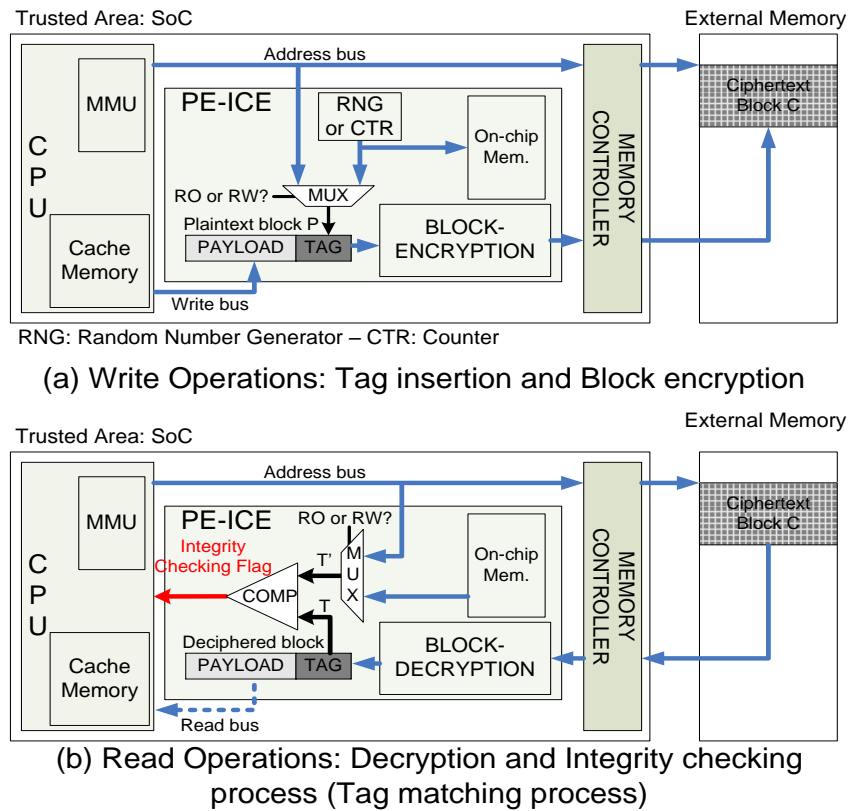 Trusted Area: SoC
External Memory
Address bus
MMU
PE-ICE
RNG
or CTR
On-chip
Mem.
Ciphertext
Block C
CPU
MEMORY
CONTROLLER
RO or RW?
MUX
Plaintext block P
PAYLOAD
TAG
BLOCK-
ENCRYPTION
Cache
Memory
Write bus
RNG: Random Number Generator – CTR: Counter
(a) Write Operations: Tag insertion and Block encryption
External Memory
Trusted Area: SoC
Address bus
MMU
PE-ICE
RO or RW?
Ciphertext
Block C
Integrity
Checking Flag
T'
MUX
On-chip
Mem.
CPU
MEMORY
CONTROLLER
COMP
T
Deciphered block
PAYLOAD
TAG
BLOCK-
DECRYPTION
Cache
Memory
Read bus
(b) Read Operations: Decryption and Integrity checking
process (Tag matching process)